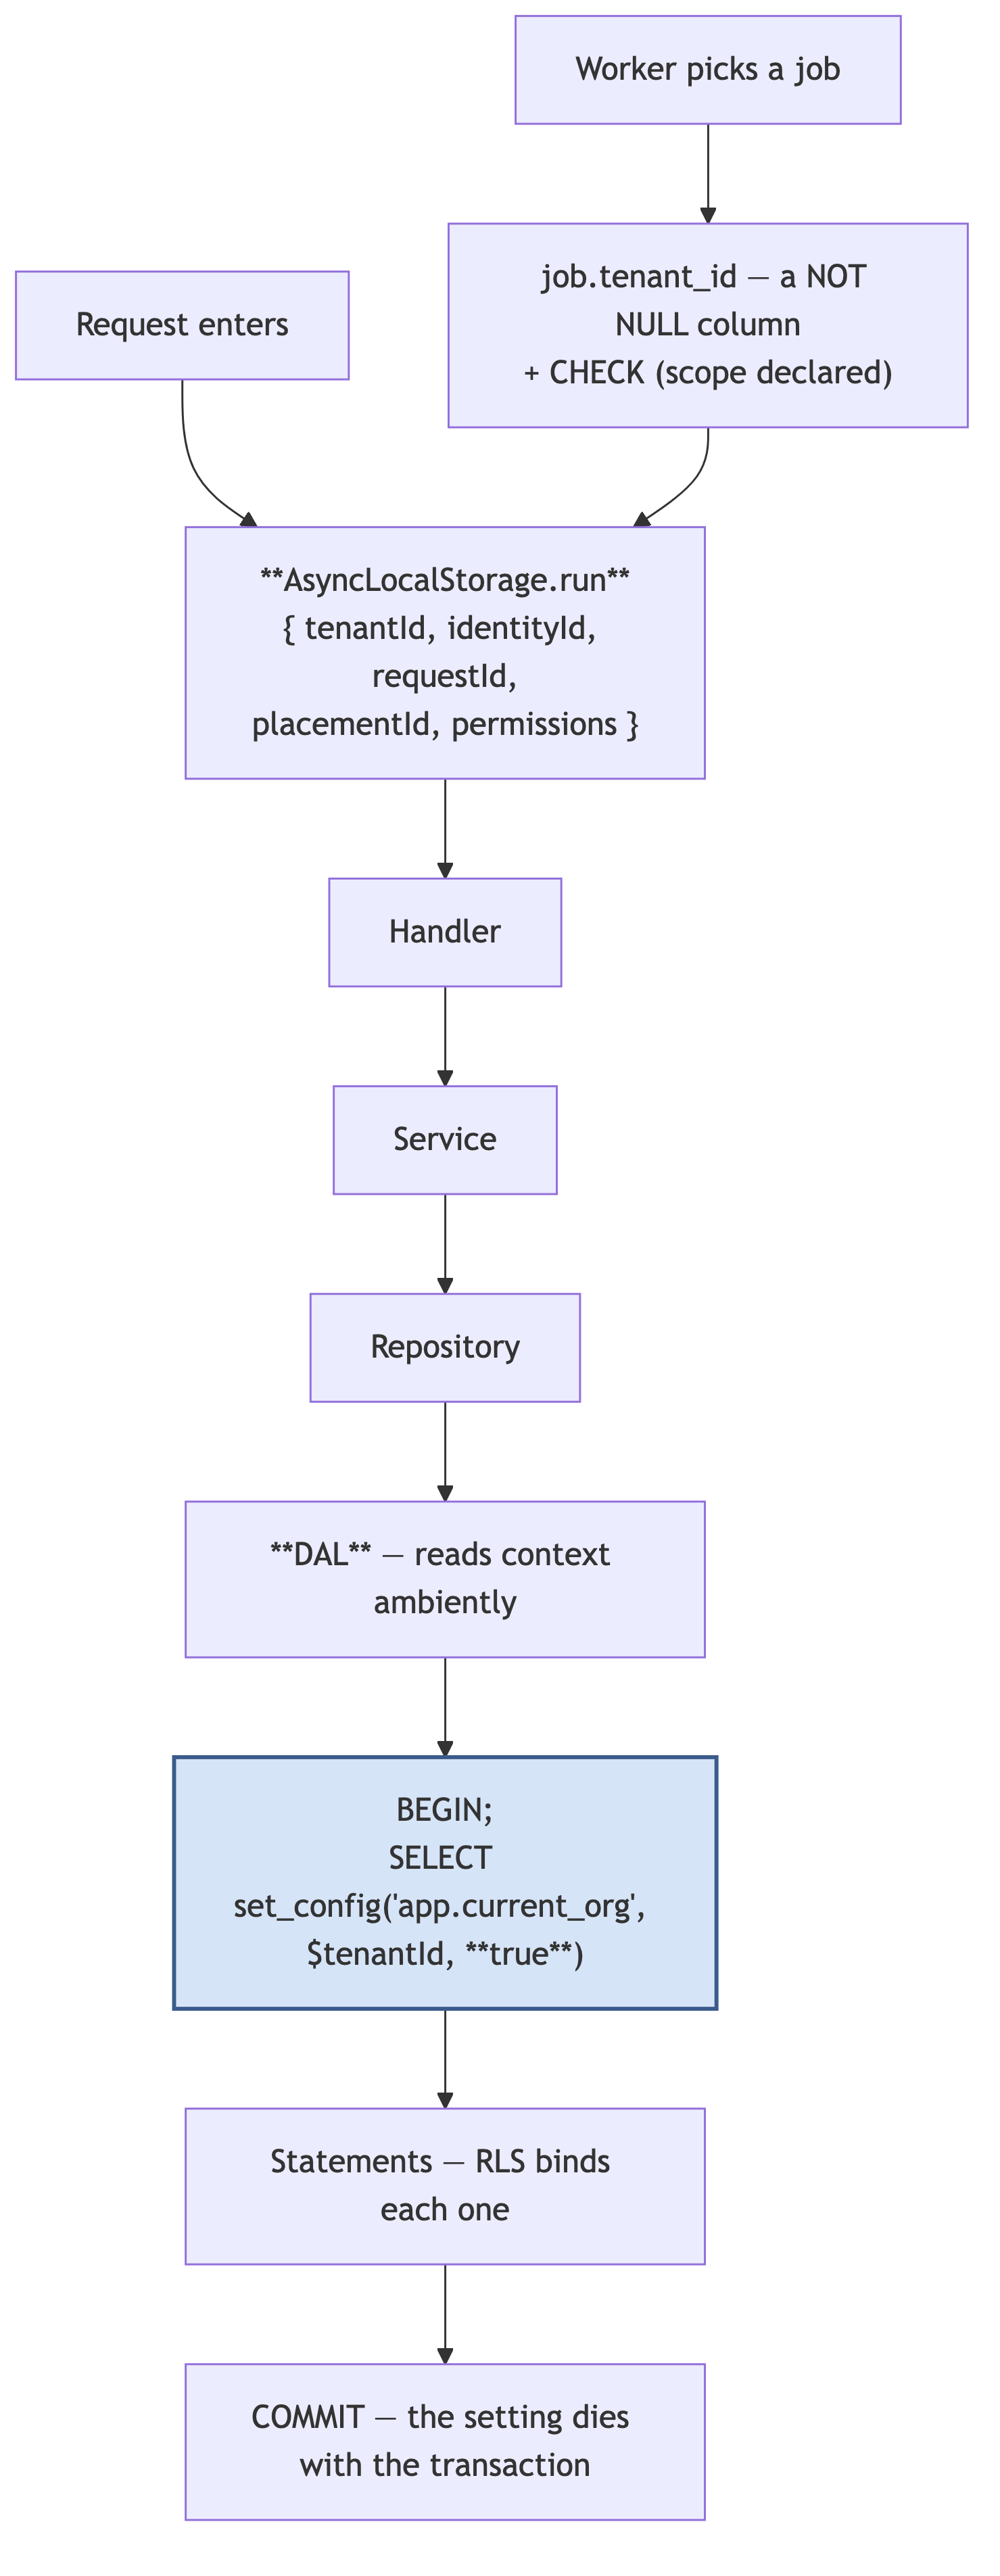 Worker picks a job
job.tenant_id — a NOT
NULL column
+ CHECK (scope declared)
Request enters
**AsyncLocalStorage.run**
{ tenantId, identityId,
requestId,
placementId, permissions }
Handler
Service
Repository
**DAL** — reads context
ambiently
BEGIN;
SELECT
set_config('app.current_org',
$tenantId, **true**)
Statements — RLS binds
each one
COMMIT — the setting dies
with the transaction